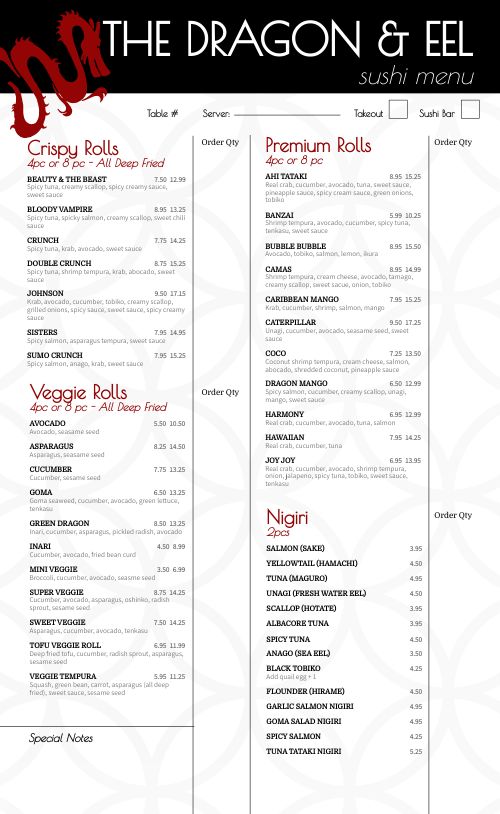 THE DRAGON & EEL
sushi menu
Table # Server: Takeout Sushi Bar
Crispy Rolls
4pc or 8 pc - All Deep Fried
Order Qty
BEAUTY & THE BEAST 7.50 12.99
Spicy tuna, creamy scallop, spicy creamy sauce,
sweet sauce
BLOODY VAMPIRE 8.95 13.25
Spicy tuna, spicky salmon, creamy scallop, sweet chili
sauce
CRUNCH 7.75 14.25
Spicy tuna, krab, avocado, sweet sauce
DOUBLE CRUNCH 8.75 15.25
Spicy tuna, shrimp tempura, krab, abocado, sweet
sauce
JOHNSON 9.50 17.15
Krab, avocado, cucumber, tobiko, creamy scallop,
grilled onions, spicy sauce, sweet sauce, spicy creamy
sauce
SISTERS 7.95 14.95
Spicy salmon, asparagus tempura, sweet sauce
SUMO CRUNCH 7.95 15.25
Spicy salmon, anago, krab, sweet sauce
Veggie Rolls
4pc or 8 pc - All Deep Fried
Order Qty
AVOCADO 5.50 10.50
Avocado, seasame seed
ASPARAGUS 8.25 14.50
Asparagus, seasame seed
CUCUMBER 7.75 13.25
Cucumber, sesame seed
GOMA 6.50 13.25
Goma seaweed, cucumber, avocado, green lettuce,
tenkasu
GREEN DRAGON 8.50 13.25
Inari, cucumber, asparagus, pickled radish, avocado
INARI 4.50 8.99
Cucumber, avocado, fried bean curd
MINI VEGGIE 3.50 6.99
Broccoli, cucumber, avocado, seasme seed
SUPER VEGGIE 8.75 14.25
Cucumber, avocado, asparagus, oshinko, radish
sprout, sesame seed
SWEET VEGGIE 7.50 14.25
Asparagus, cucumber, avocado, tenkasu
TOFU VEGGIE ROLL 6.95 11.99
Deep fried tofu, cucumber, radish sprout, asparagus,
sesame seed
VEGGIE TEMPURA 5.95 11.25
Squash, green bean, carrot, asparagus (all deep
fried), sweet sauce, sesame seed
Special Notes
Premium Rolls
4pc or 8 pc
Order Qty
AHI TATAKI 8.95 15.25
Real crab, cucumber, avocado, tuna, sweet sauce,
pineapple sauce, spicy cream sauce, green onions,
tobiko
BANZAI 5.99 10.25
Shrimp tempura, avocado, cucumber, spicy tuna,
tenkasu, sweet sauce
BUBBLE BUBBLE 8.95 15.50
Avocado, tobiko, salmon, lemon, ikura
CAMAS 8.95 14.99
Shrimp tempura, cream cheese, avocado, tamago,
creamy scallop, sweet saucue, onion, tobiko
CARIBBEAN MANGO 7.95 15.25
Krab, cucumber, shrimp, salmon, mango
CATERPILLAR 9.50 17.25
Unagi, cucumber, avocado, seasame seed, sweet
sauce
COCO 7.25 13.50
Coconut shrimp tempura, cream cheese, salmon,
abocado, shredded coconut, pineapple sauce
DRAGON MANGO 6.50 12.99
Spicy salmon, cucumber, creamy scallop, unagi,
mango, sweet sauce
HARMONY 6.95 12.99
Real crab, cucumber, avocado, tuna, salmon
HAWAIIAN 7.95 14.25
Real crab, cucumber, tuna
JOY JOY 6.95 13.95
Real crab, cucumber, avocado, shrimp tempura,
onion, jalapeno, spicy tuna, tobiko, sweet sauce,
tenkasu
Nigiri
2pcs
Order Qty
SALMON (SAKE) 3.95
YELLOWTAIL (HAMACHI) 4.50
TUNA (MAGURO) 4.95
UNAGI (FRESH WATER EEL) 4.50
SCALLOP (HOTATE) 3.95
ALBACORE TUNA 3.95
SPICY TUNA 4.50
ANAGO (SEA EEL) 3.50
BLACK TOBIKO 4.25
Add quail egg + 1
FLOUNDER (HIRAME) 4.50
GARLIC SALMON NIGIRI 4.95
GOMA SALAD NIGIRI 4.95
SPICY SALMON 4.25
TUNA TATAKI NIGIRI 5.25